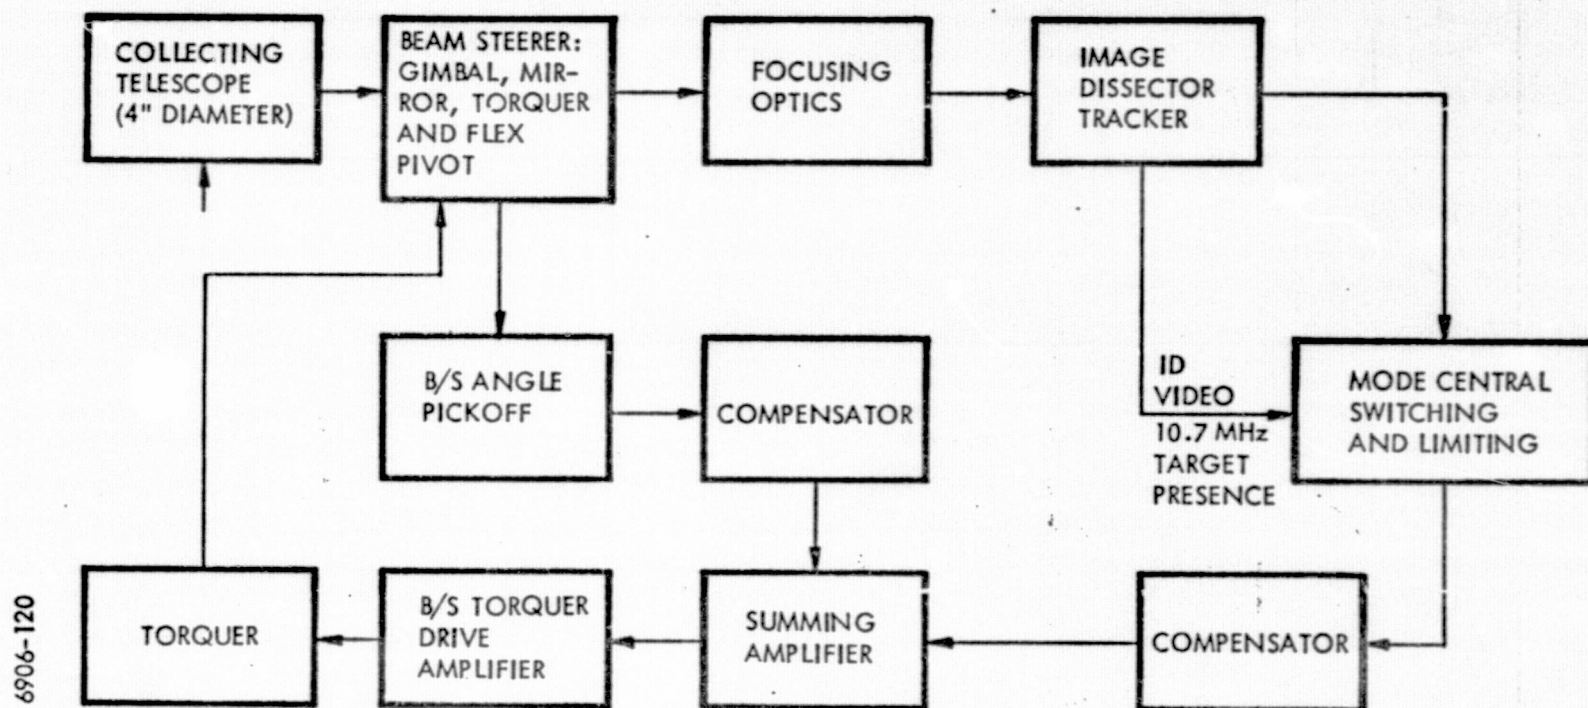 COLLECTING
TELESCOPE
(4" DIAMETER)
BEAM STEERER:
GIMBAL, MIR-
ROR, TORQUER
AND FLEX
PIVOT
FOCUSING
OPTICS
IMAGE
DISSECTOR
TRACKER
B/S ANGLE
PICKOFF
COMPENSATOR
ID
VIDEO
10.7 MHz
TARGET
PRESENCE
MODE CENTRAL
SWITCHING
AND LIMITING
TORQUER
B/S TORQUER
DRIVE
AMPLIFIER
SUMMING
AMPLIFIER
COMPENSATOR
6906-120